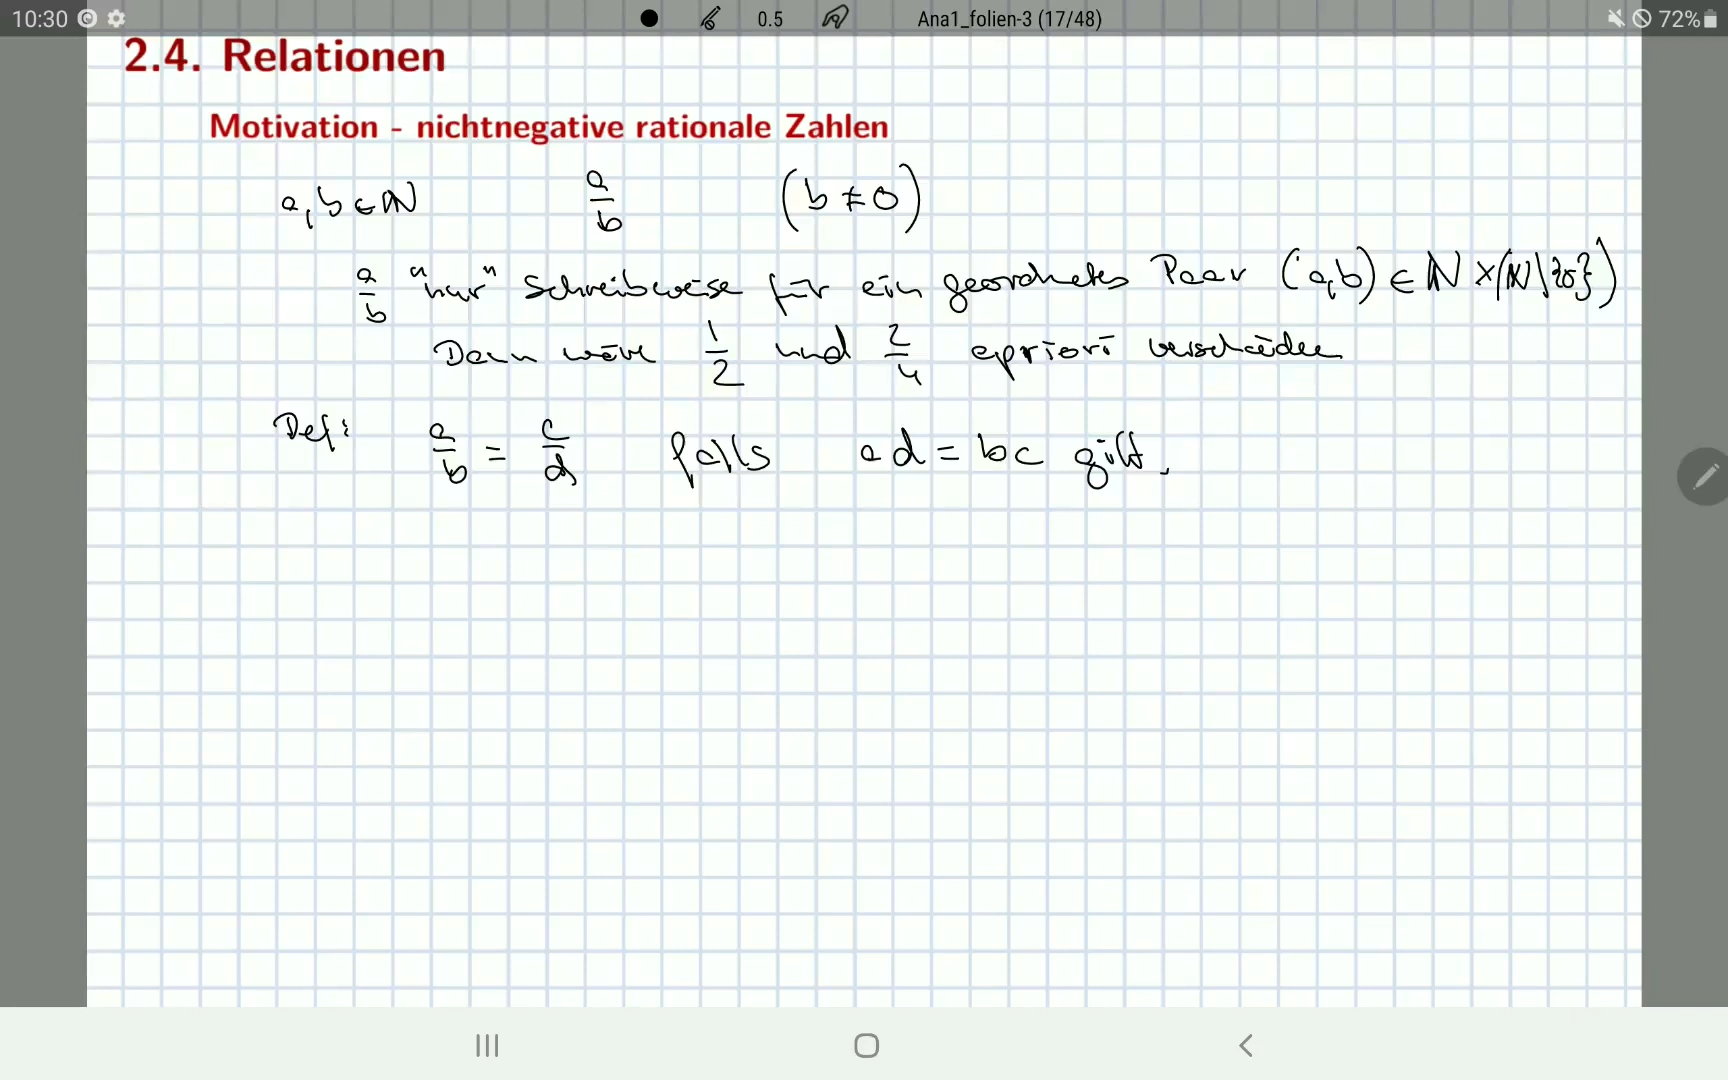 10:30 0.5 Ana1_folien-3 (17/48) 72%
2.4. Relationen
Motivation - nichtnegative rationale Zahlen
a, b ∈ ℕ a/b (b ≠ 0)
a/b "nur" Schreibweise für ein geordnetes Paar (a,b) ∈ ℕ × (ℕ\{0})
Dann wäre 1/2 und 2/4 apriori verschieden
Def: a/b = c/d falls ad = bc gilt.